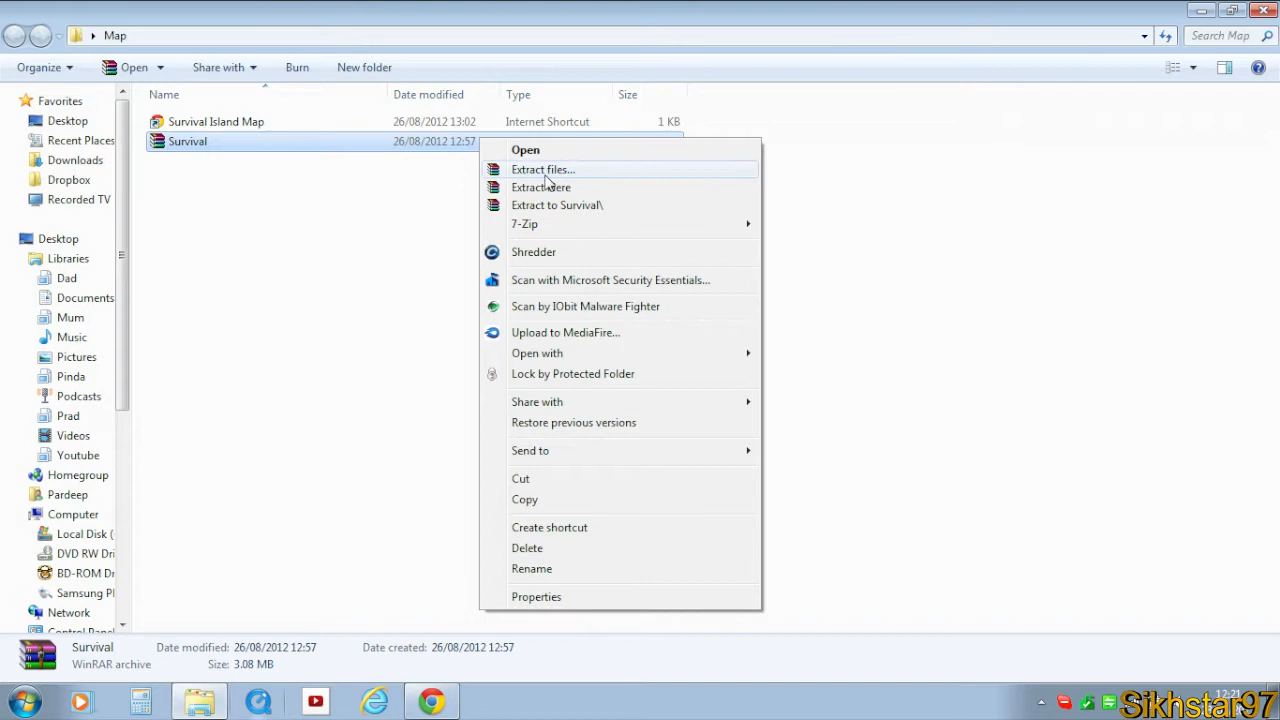 Map
Search Map
Organize
Open
Share with
Burn
New folder
Name
Date modified
Type
Size
Survival Island Map
26/08/2012 13:02
Internet Shortcut
1 KB
Survival
26/08/2012 12:57
Favorites
Desktop
Recent Places
Downloads
Dropbox
Recorded TV
Desktop
Libraries
Dad
Documents
Mum
Music
Pictures
Pinda
Podcasts
Prad
Videos
Youtube
Homegroup
Pardeep
Computer
Local Disk (
DVD RW Dri
BD-ROM Dr
Samsung P
Network
Control Panel
Open
Extract files...
Extract Here
Extract to Survival\
7-Zip
Shredder
Scan with Microsoft Security Essentials...
Scan by IObit Malware Fighter
Upload to MediaFire...
Open with
Lock by Protected Folder
Share with
Restore previous versions
Send to
Cut
Copy
Create shortcut
Delete
Rename
Properties
Survival
Date modified: 26/08/2012 12:57
Date created: 26/08/2012 12:57
WinRAR archive
Size: 3.08 MB
12:21
Sikhstar97